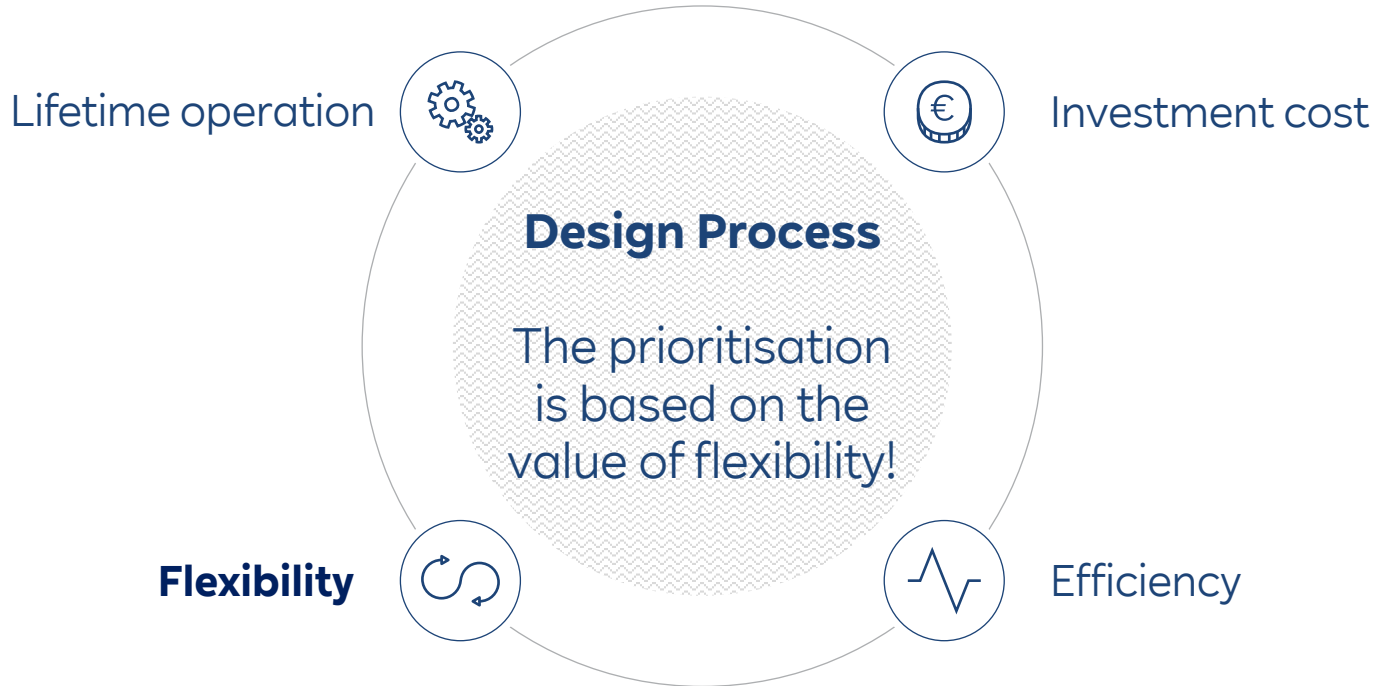 Lifetime operation
€
Investment cost
Design Process
The prioritisation
is based on the
value of flexibility!
Flexibility
Efficiency